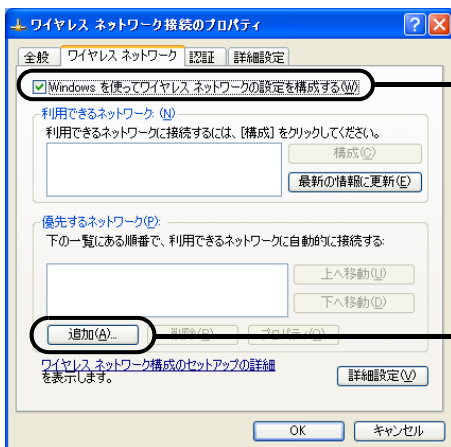 ワイヤレス ネットワーク接続のプロパティ
全般 ワイヤレス ネットワーク 認証 詳細設定
Windows を使ってワイヤレス ネットワークの設定を構成する(W)
利用できるネットワーク: (N)
利用できるネットワークに接続するには、[構成] をクリックしてください。
構成(C)
最新の情報に更新(E)
優先するネットワーク(P):
下の一覧にある順番で、利用できるネットワークに自動的に接続する:
上へ移動(U)
下へ移動(D)
追加(A)... 削除(R) プロパティ(O)
ワイヤレス ネットワーク構成のセットアップの詳細
を表示します。
詳細設定(V)
OK キャンセル